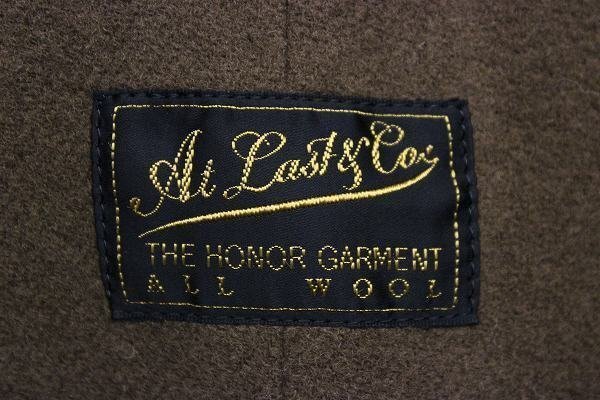 At Last & Co.
THE HONOR GARMENT
ALL WOOL